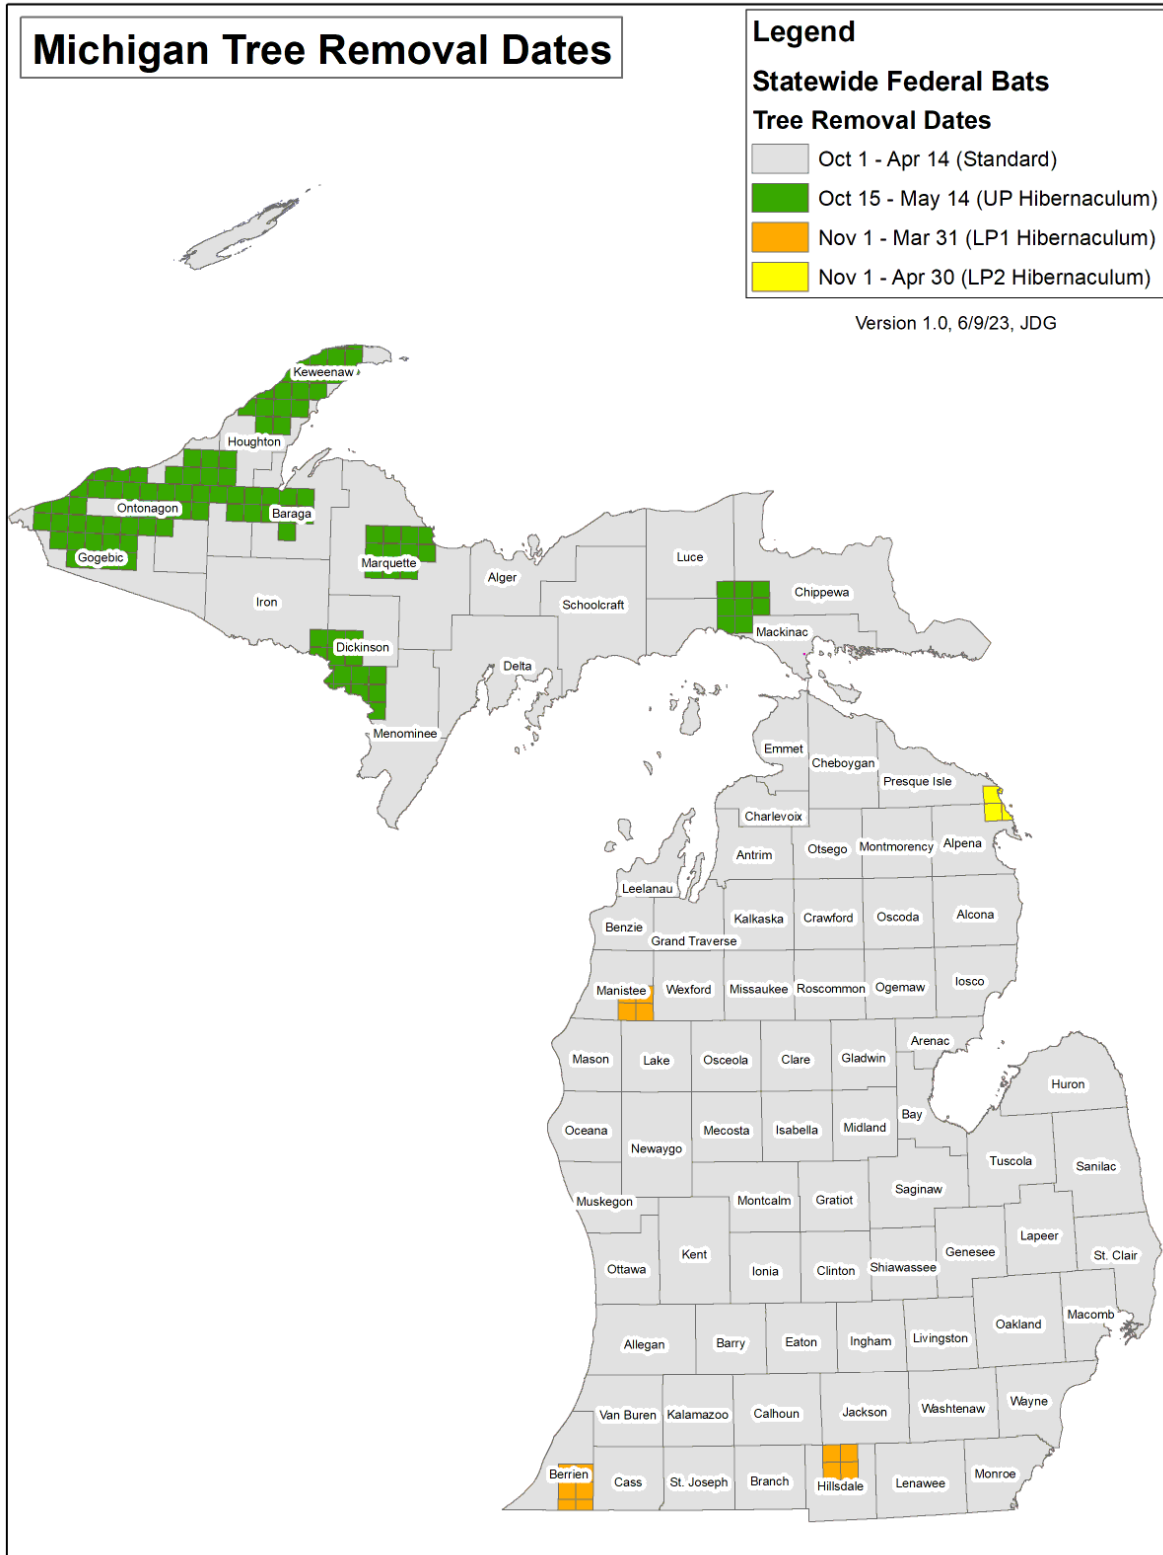 Michigan Tree Removal Dates
Legend
Statewide Federal Bats
Tree Removal Dates
Oct 1 - Apr 14 (Standard)
Oct 15 - May 14 (UP Hibernaculum)
Nov 1 - Mar 31 (LP1 Hibernaculum)
Nov 1 - Apr 30 (LP2 Hibernaculum)
Version 1.0, 6/9/23, JDG
Keweenaw
Houghton
Ontonagon
Baraga
Gogebic
Marquette
Iron
Alger
Luce
Schoolcraft
Chippewa
Mackinac
Dickinson
Delta
Menominee
Emmet
Cheboygan
Presque Isle
Charlevoix
Antrim
Otsego
Montmorency
Alpena
Leelanau
Benzie
Grand Traverse
Kalkaska
Crawford
Oscoda
Alcona
Manistee
Wexford
Missaukee
Roscommon
Ogemaw
Iosco
Mason
Lake
Osceola
Clare
Gladwin
Arenac
Huron
Oceana
Newaygo
Mecosta
Isabella
Midland
Bay
Tuscola
Sanilac
Muskegon
Montcalm
Gratiot
Saginaw
Kent
Ottawa
Ionia
Clinton
Shiawassee
Genesee
Lapeer
St. Clair
Allegan
Barry
Eaton
Ingham
Livingston
Oakland
Macomb
Van Buren
Kalamazoo
Calhoun
Jackson
Washtenaw
Wayne
Berrien
Cass
St. Joseph
Branch
Hillsdale
Lenawee
Monroe